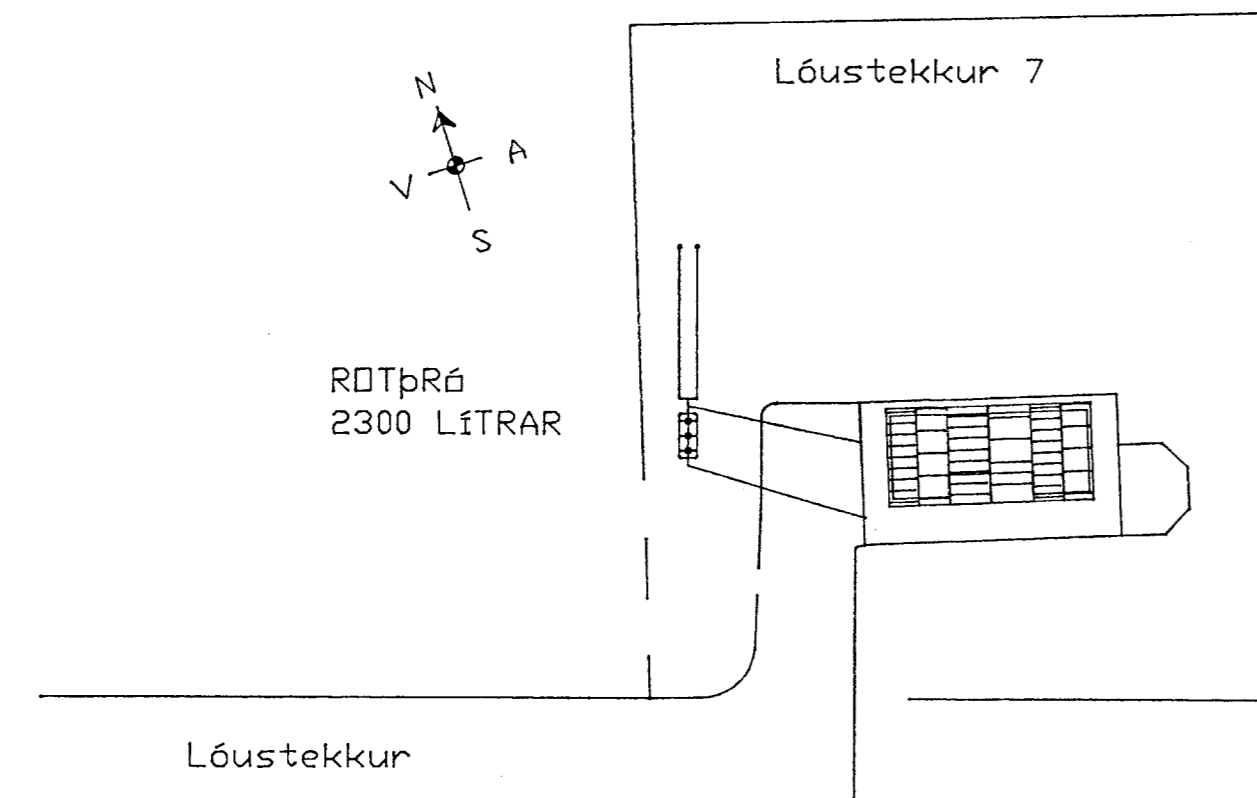 Lóustekkur 7
N
A
V
S
ROTÞRó
2300 LíTRAR
Lóustekkur